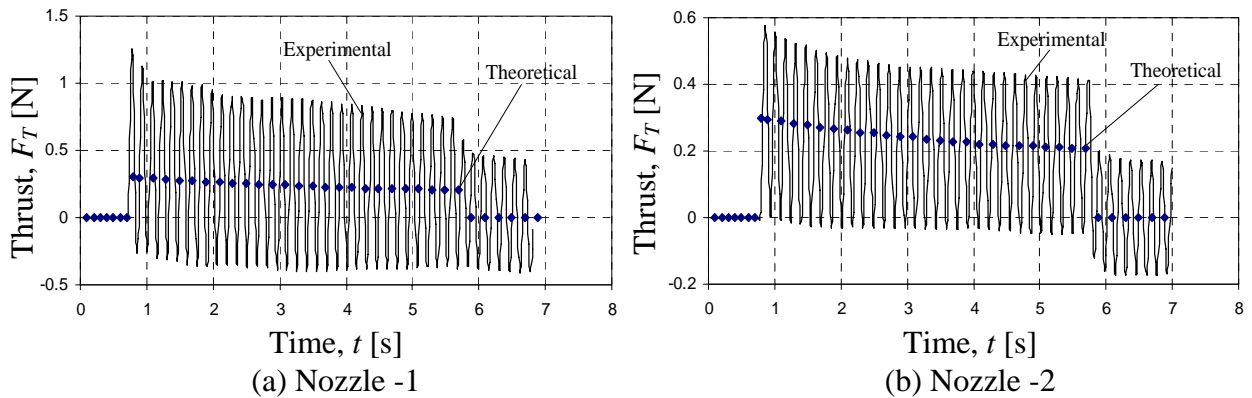 Thrust, F_T [N]
1.5
1
0.5
0
-0.5
0 1 2 3 4 5 6 7 8
Experimental
Theoretical
Time, t [s]
(a) Nozzle -1
Thrust, F_T [N]
0.6
0.4
0.2
0
-0.2
0 1 2 3 4 5 6 7 8
Experimental
Theoretical
Time, t [s]
(b) Nozzle -2